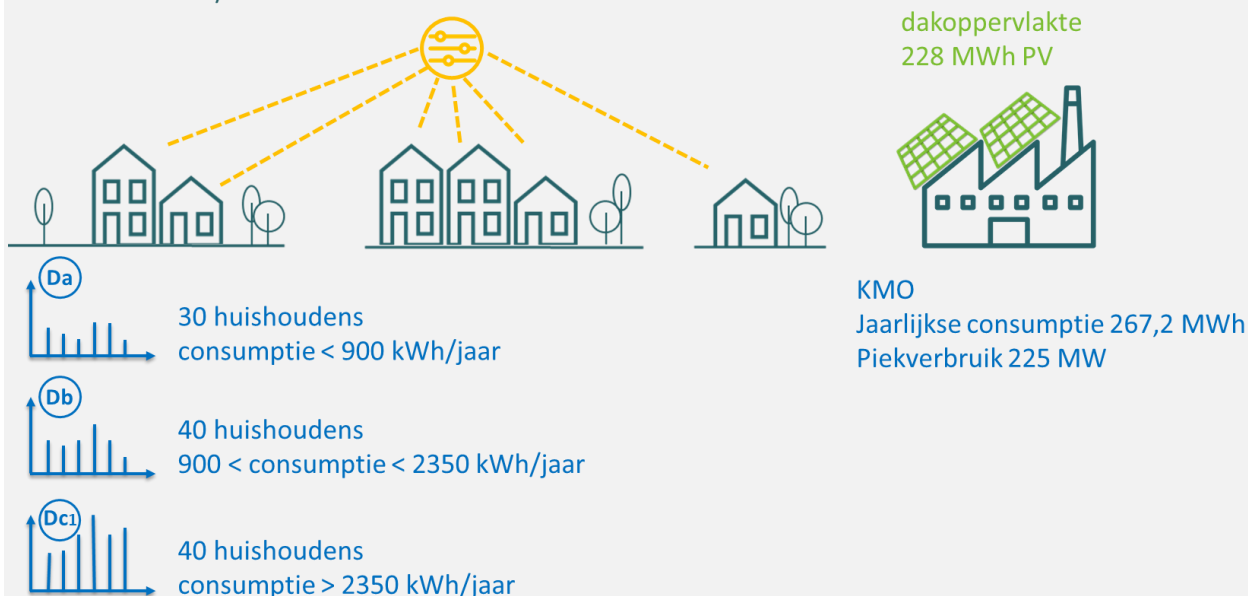 dakoppervlakte
228 MWh PV
Da
30 huishoudens
consumptie < 900 kWh/jaar
KMO
Jaarlijkse consumptie 267,2 MWh
Piekverbruik 225 MW
Db
40 huishoudens
900 < consumptie < 2350 kWh/jaar
Dc1
40 huishoudens
consumptie > 2350 kWh/jaar